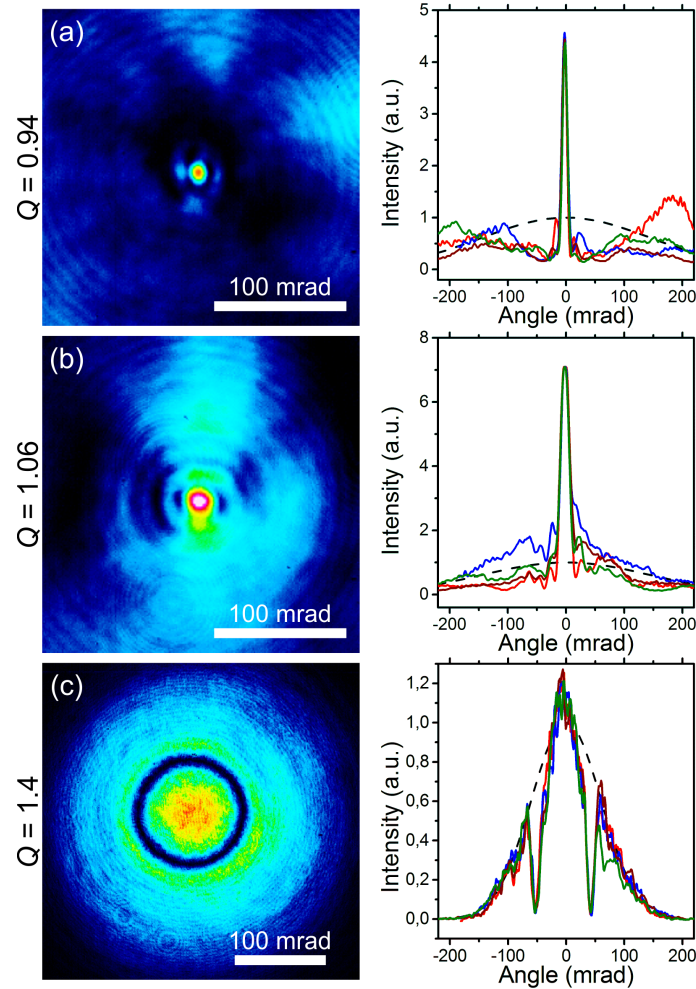 (a)
Q = 0.94
100 mrad
5
4
3
2
1
0
Intensity (a.u.)
-200 -100 0 100 200
Angle (mrad)
(b)
Q = 1.06
100 mrad
8
6
4
2
0
Intensity (a.u.)
-200 -100 0 100 200
Angle (mrad)
(c)
Q = 1.4
100 mrad
1,2
1,0
0,8
0,6
0,4
0,2
0,0
Intensity (a.u.)
-200 -100 0 100 200
Angle (mrad)